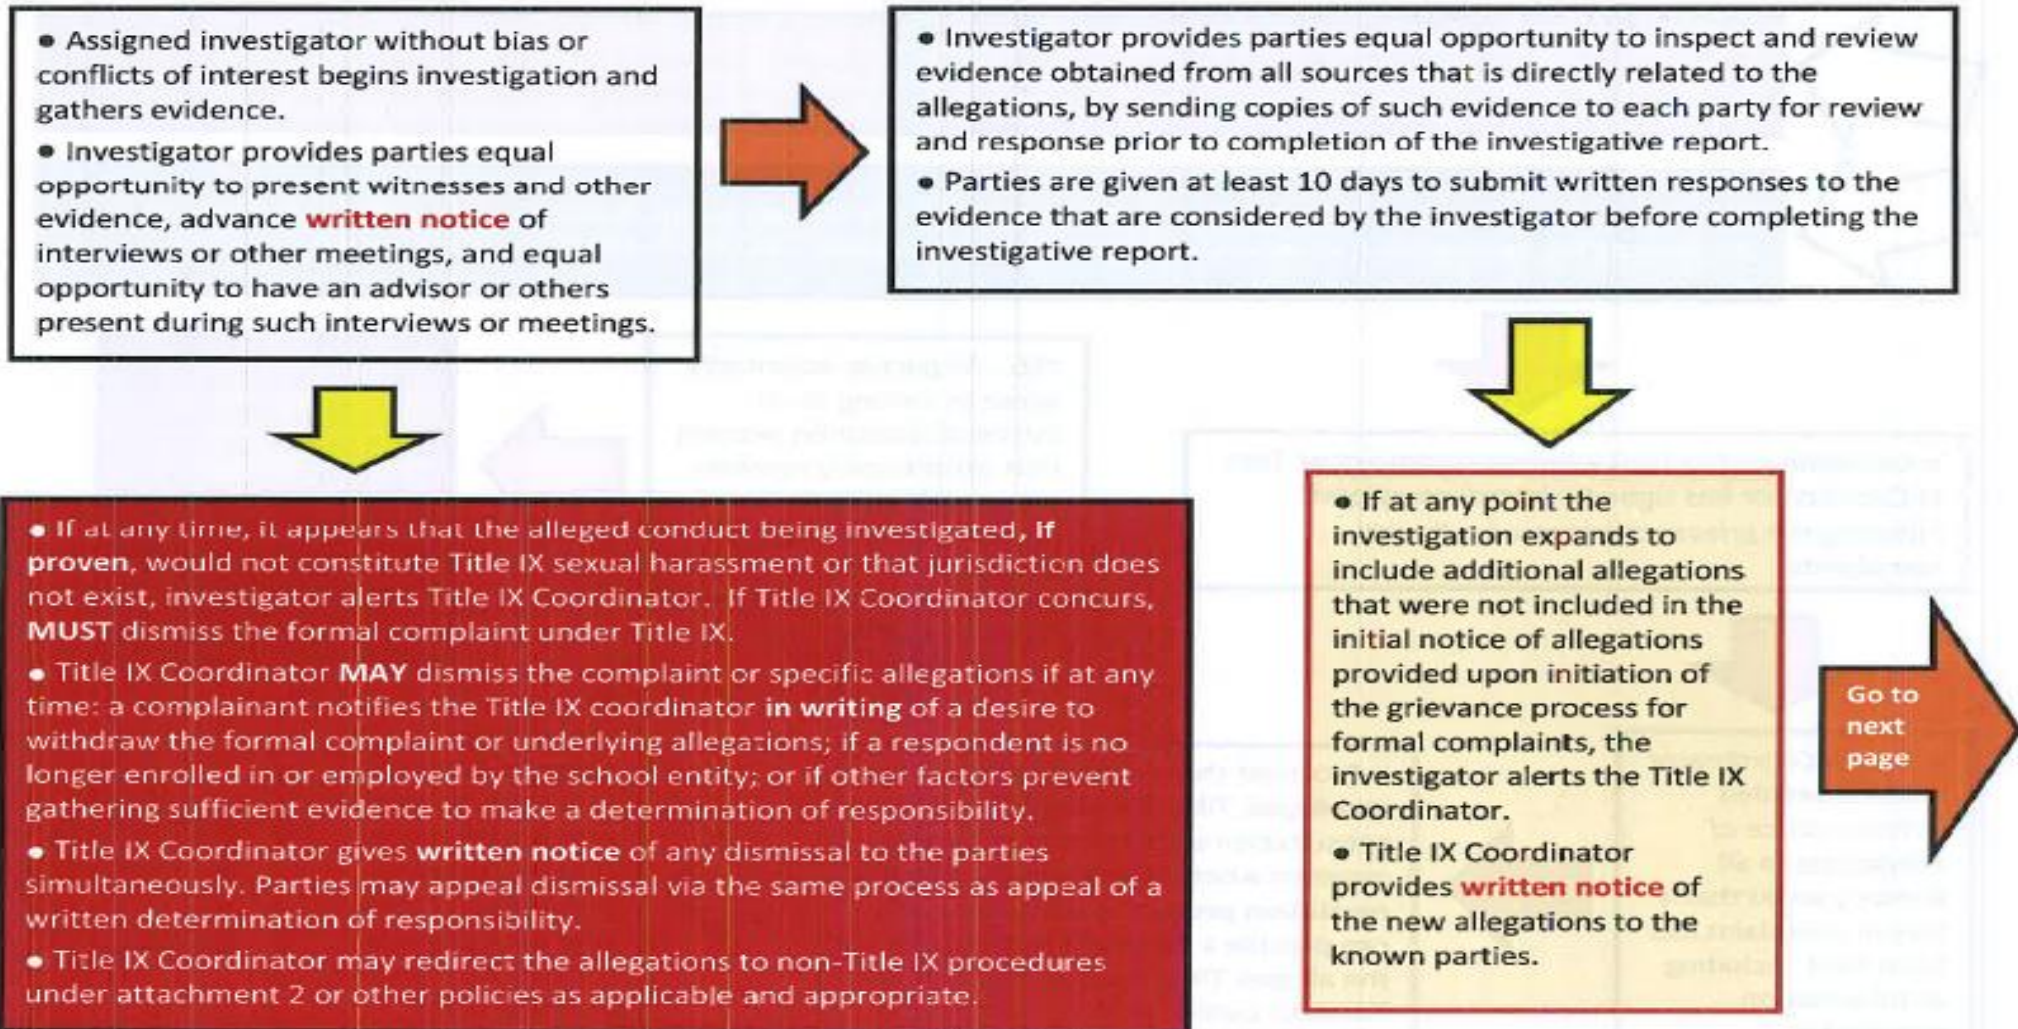 • Assigned investigator without bias or
conflicts of interest begins investigation and
gathers evidence.
• Investigator provides parties equal
opportunity to present witnesses and other
evidence, advance written notice of
interviews or other meetings, and equal
opportunity to have an advisor or others
present during such interviews or meetings.
• Investigator provides parties equal opportunity to inspect and review
evidence obtained from all sources that is directly related to the
allegations, by sending copies of such evidence to each party for review
and response prior to completion of the investigative report.
• Parties are given at least 10 days to submit written responses to the
evidence that are considered by the investigator before completing the
investigative report.
• If at any time, it appears that the alleged conduct being investigated, if
proven, would not constitute Title IX sexual harassment or that jurisdiction does
not exist, investigator alerts Title IX Coordinator. If Title IX Coordinator concurs,
MUST dismiss the formal complaint under Title IX.
• Title IX Coordinator MAY dismiss the complaint or specific allegations if at any
time: a complainant notifies the Title IX coordinator in writing of a desire to
withdraw the formal complaint or underlying allegations; if a respondent is no
longer enrolled in or employed by the school entity; or if other factors prevent
gathering sufficient evidence to make a determination of responsibility.
• Title IX Coordinator gives written notice of any dismissal to the parties
simultaneously. Parties may appeal dismissal via the same process as appeal of a
written determination of responsibility.
• Title IX Coordinator may redirect the allegations to non-Title IX procedures
under attachment 2 or other policies as applicable and appropriate.
• If at any point the
investigation expands to
include additional allegations
that were not included in the
initial notice of allegations
provided upon initiation of
the grievance process for
formal complaints, the
investigator alerts the Title IX
Coordinator.
• Title IX Coordinator
provides written notice of
the new allegations to the
known parties.
Go to
next
page